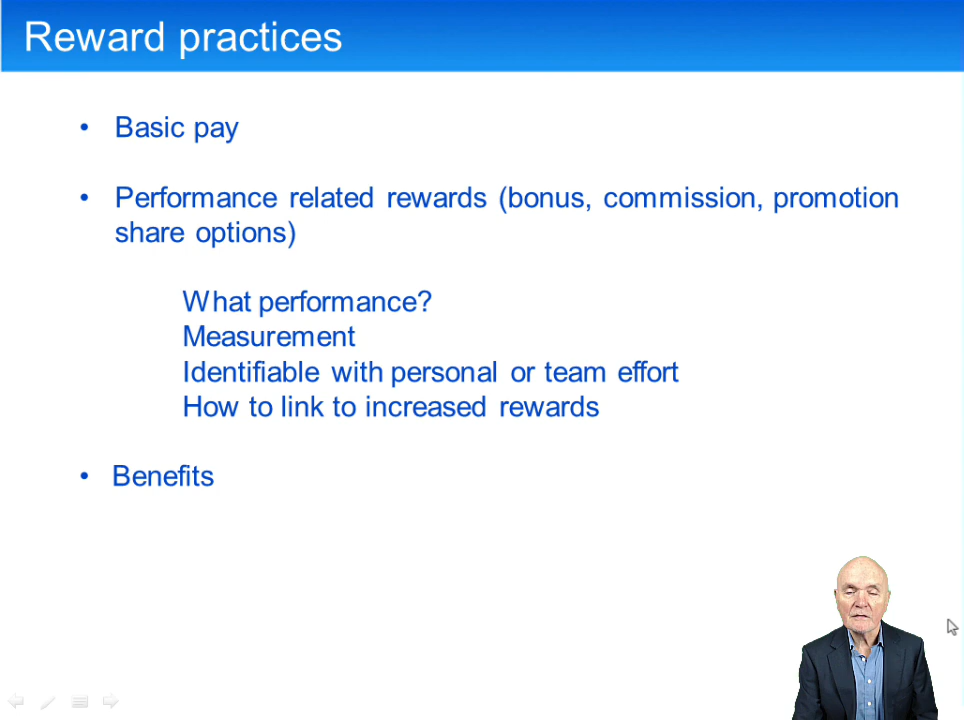 Reward practices
• Basic pay
• Performance related rewards (bonus, commission, promotion
share options)
What performance?
Measurement
Identifiable with personal or team effort
How to link to increased rewards
• Benefits